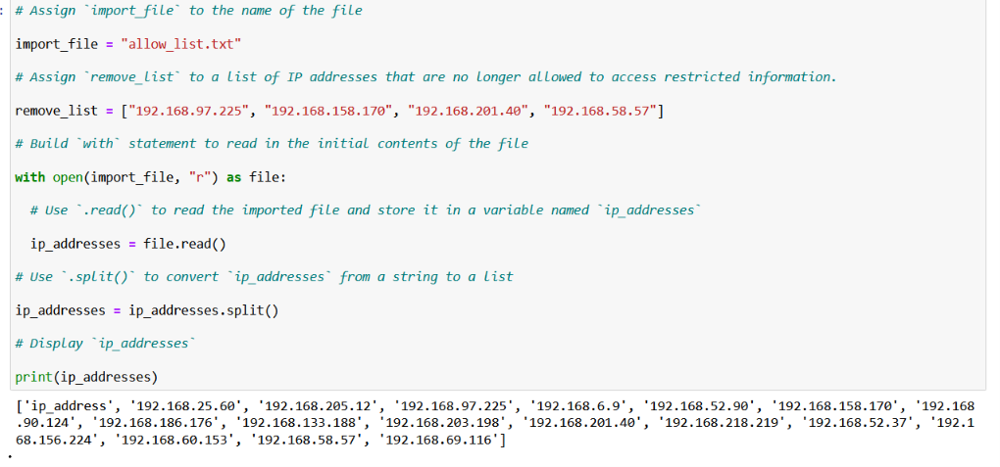 # Assign `import_file` to the name of the file
import_file = "allow_list.txt"
# Assign `remove_list` to a list of IP addresses that are no longer allowed to access restricted information.
remove_list = ["192.168.97.225", "192.168.158.170", "192.168.201.40", "192.168.58.57"]
# Build `with` statement to read in the initial contents of the file
with open(import_file, "r") as file:
# Use `.read()` to read the imported file and store it in a variable named `ip_addresses`
ip_addresses = file.read()
# Use `.split()` to convert `ip_addresses` from a string to a list
ip_addresses = ip_addresses.split()
# Display `ip_addresses`
print(ip_addresses)
['ip_address', '192.168.25.60', '192.168.205.12', '192.168.97.225', '192.168.6.9', '192.168.52.90', '192.168.158.170', '192.168
.90.124', '192.168.186.176', '192.168.133.188', '192.168.203.198', '192.168.201.40', '192.168.218.219', '192.168.52.37', '192.1
68.156.224', '192.168.60.153', '192.168.58.57', '192.168.69.116']